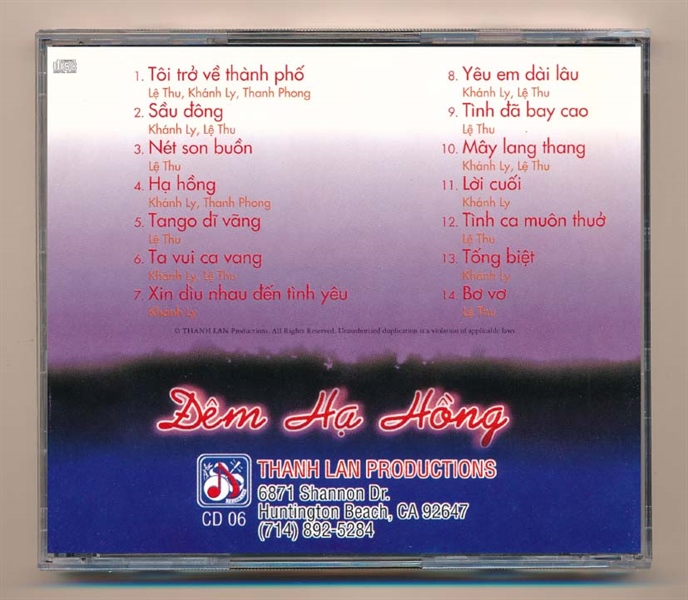 1. Tôi trở về thành phố
Lệ Thu, Khánh Ly, Thanh Phong
2. Sầu đông
Khánh Ly, Lệ Thu
3. Nét son buồn
Lệ Thu
4. Hạ hồng
Khánh Ly, Thanh Phong
5. Tango dĩ vãng
Lệ Thu
6. Ta vui ca vang
Khánh Ly, Lệ Thu
7. Xin dìu nhau đến tình yêu
Khánh Ly
8. Yêu em dài lâu
Khánh Ly, Lệ Thu
9. Tình đã bay cao
Lệ Thu
10. Mây lang thang
Khánh Ly, Lệ Thu
11. Lời cuối
Khánh Ly
12. Tình ca muôn thuở
Lệ Thu
13. Tống biệt
Khánh Ly
14. Bơ vơ
Lệ Thu
© THANH LAN Productions. All Rights Reserved. Unauthorized duplication is a violation of applicable laws
Đêm Hạ Hồng
THANH LAN PRODUCTIONS
6871 Shannon Dr.
Huntington Beach, CA 92647
(714) 892-5284
CD 06